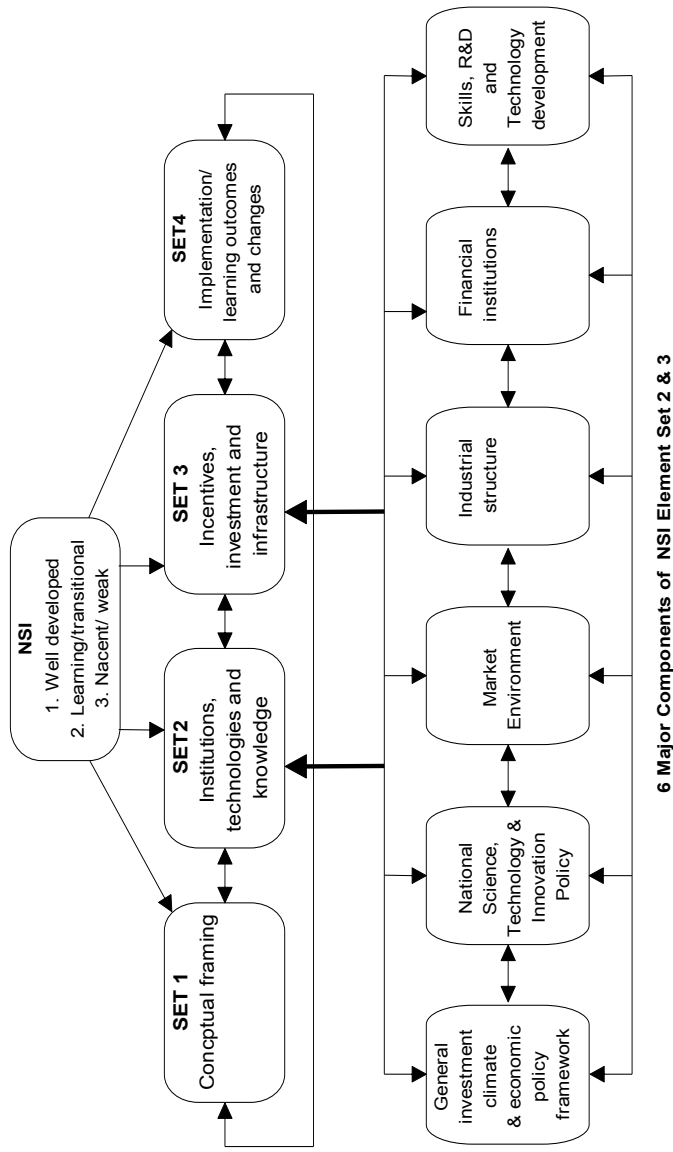 NSI
1. Well developed
2. Learning/transitional
3. Nacent/ weak
SET 1
Concptual framing
SET2
Institutions,
technologies and
knowledge
SET 3
Incentives,
investment and
infrastructure
SET4
Implementation/
learning outcomes
and changes
General
investment
climate
& economic
policy
framework
National
Science,
Technology &
Innovation
Policy
Market
Environment
Industrial
structure
Financial
institutions
Skills, R&D
and
Technology
development
6 Major Components of NSI Element Set 2 & 3